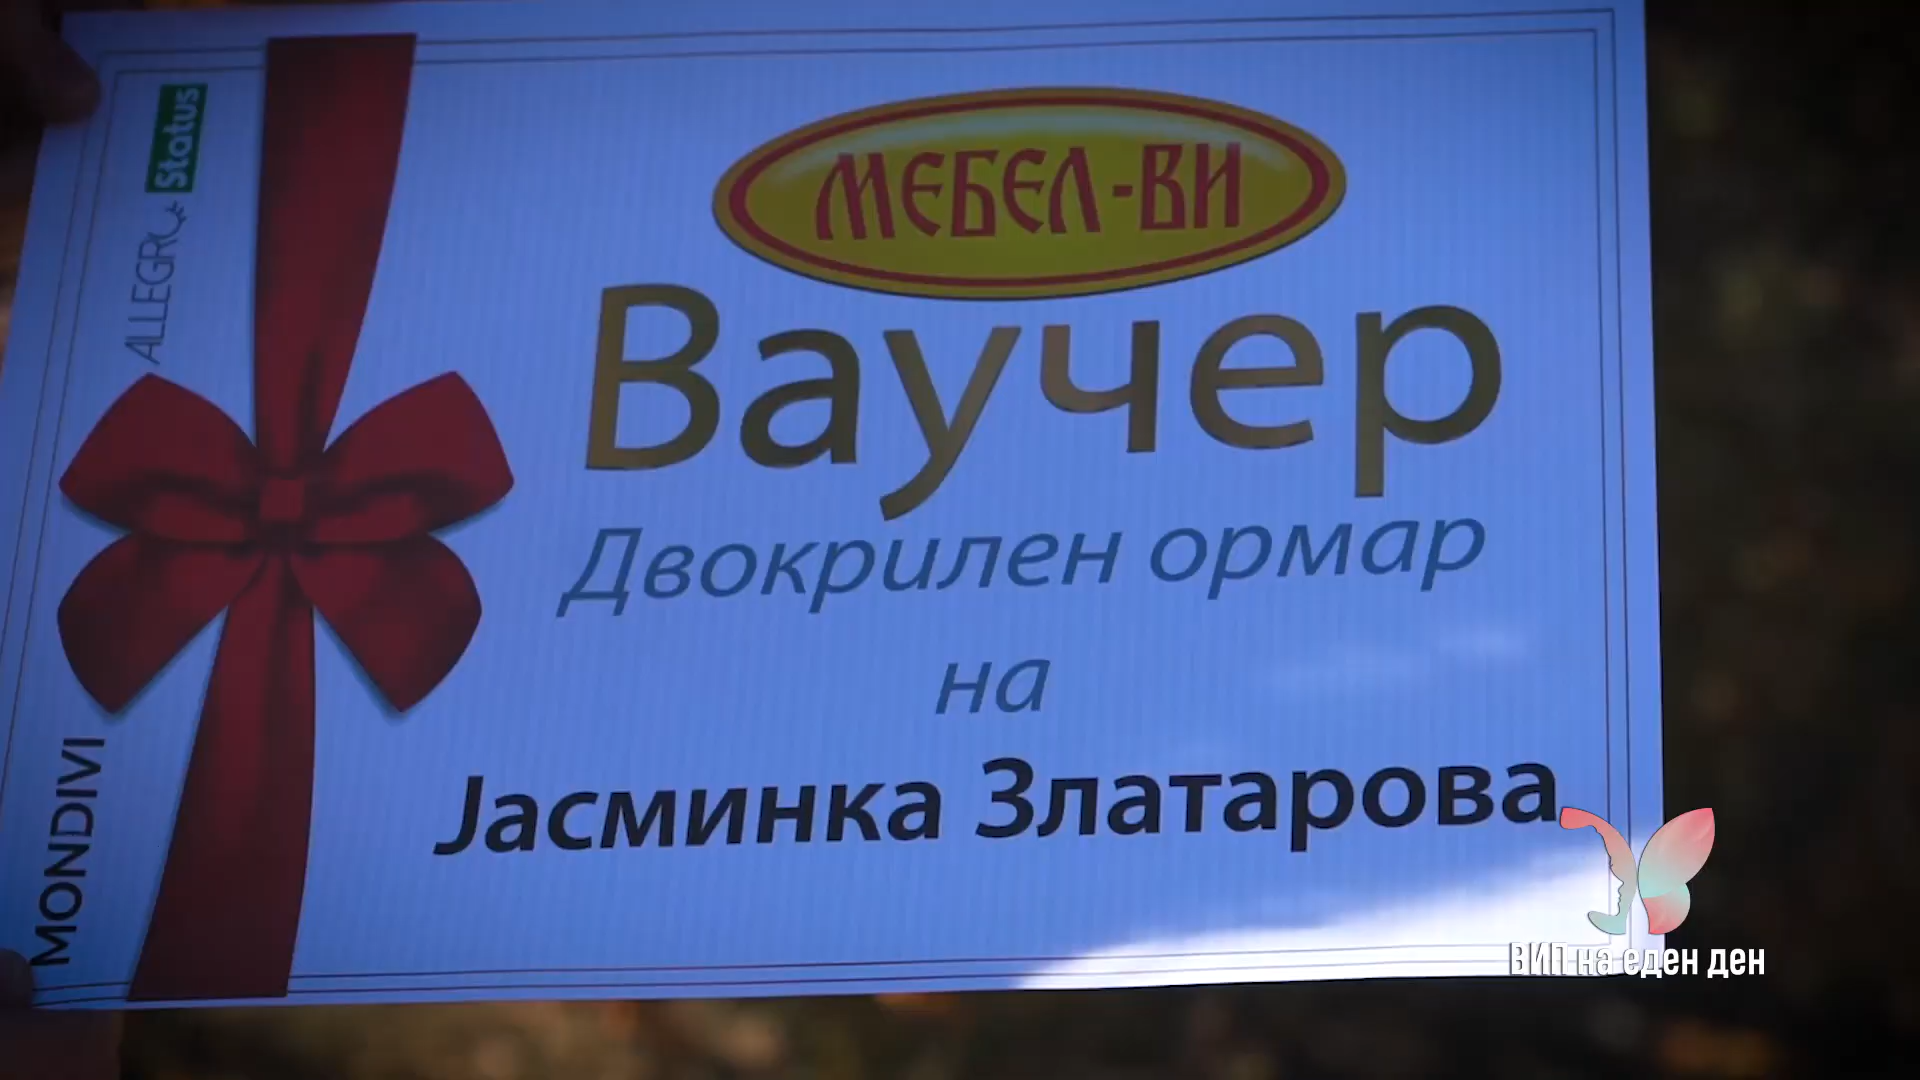 Status
ALLEGRO
MONDIVI
МЕБЕЛ-ВИ
Ваучер
Двокрилен ормар
на
Јасминка Златарова
ВИП на еден ден